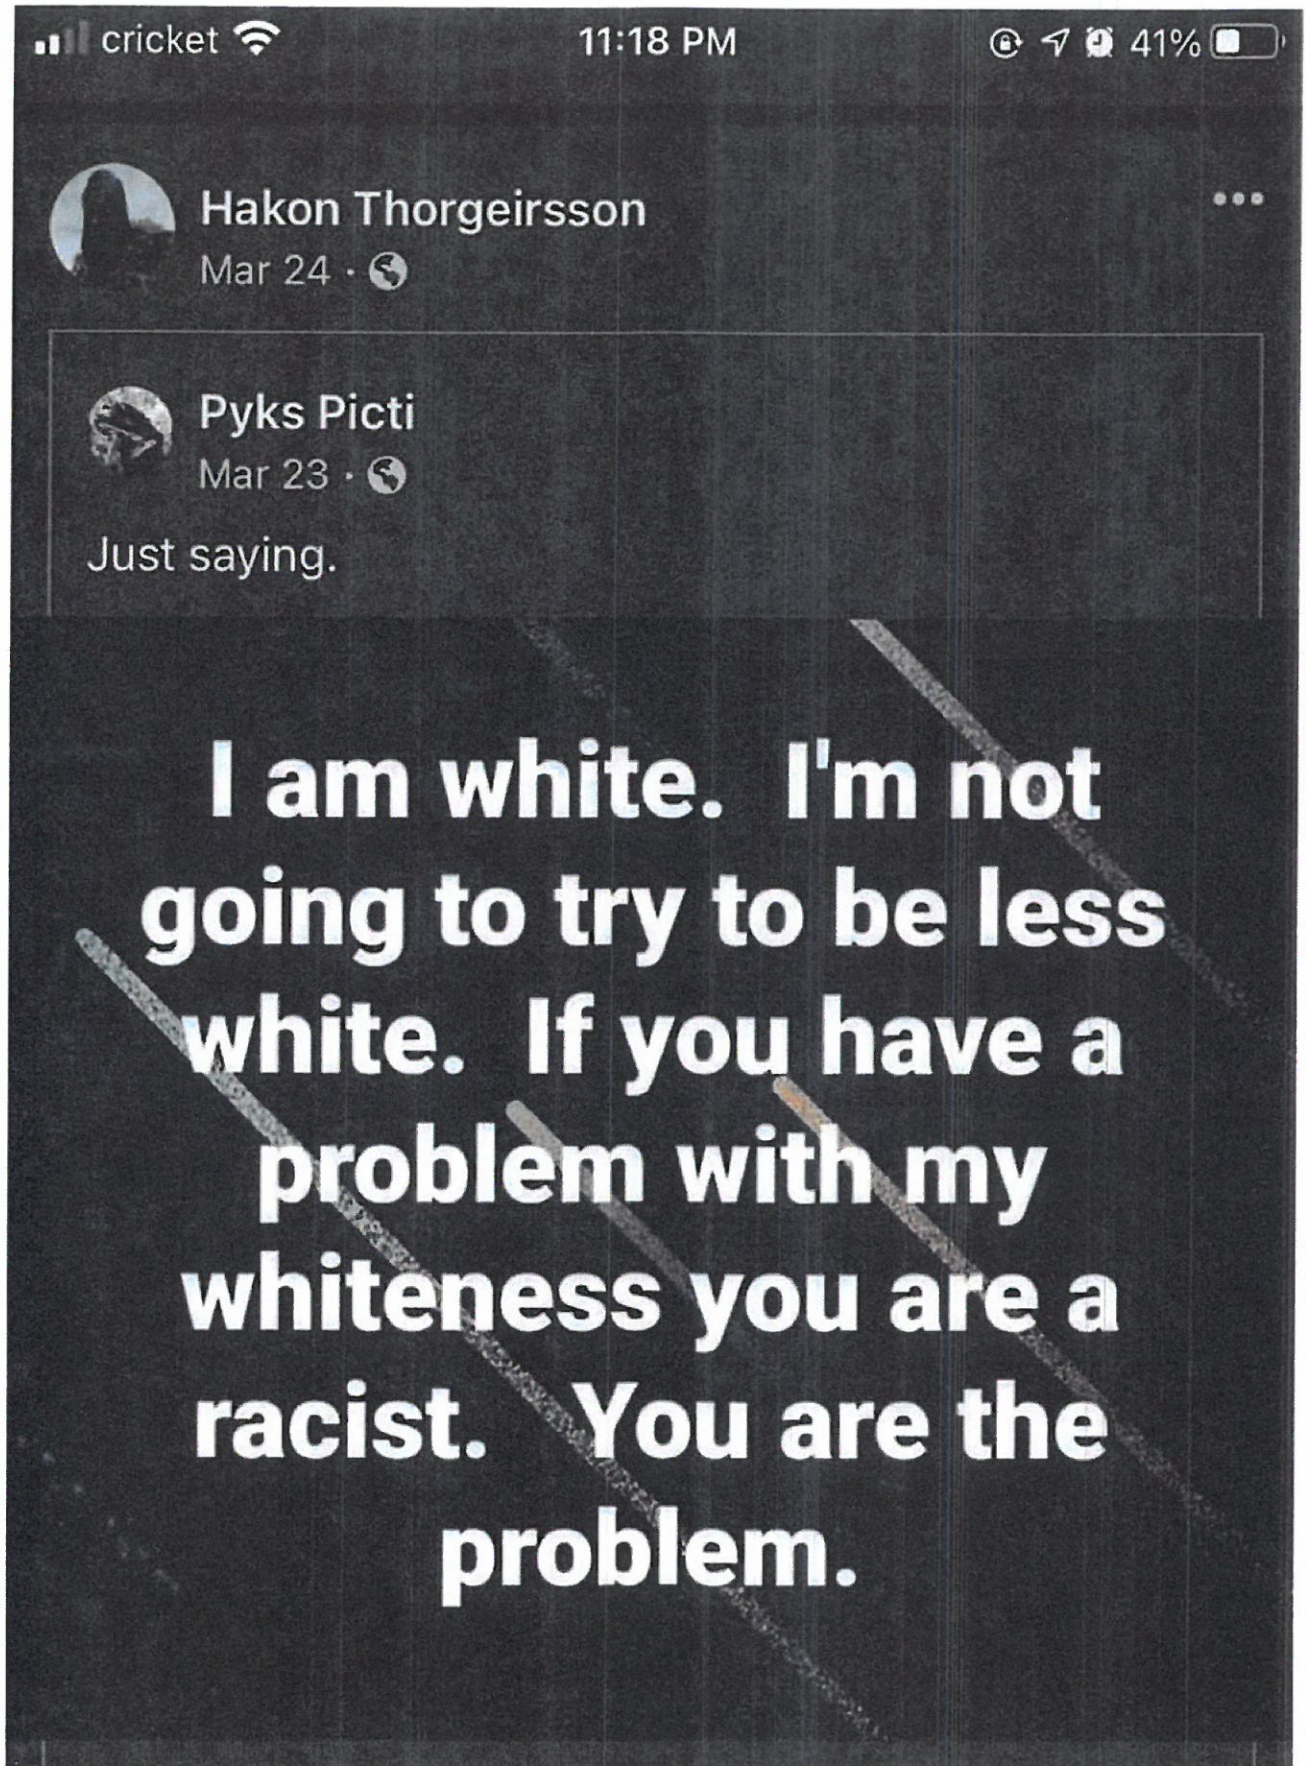 cricket 11:18 PM 41%
Hakon Thorgeirsson
Mar 24 ·
Pyks Picti
Mar 23 ·
Just saying.
I am white. I'm not
going to try to be less
white. If you have a
problem with my
whiteness you are a
racist. You are the
problem.